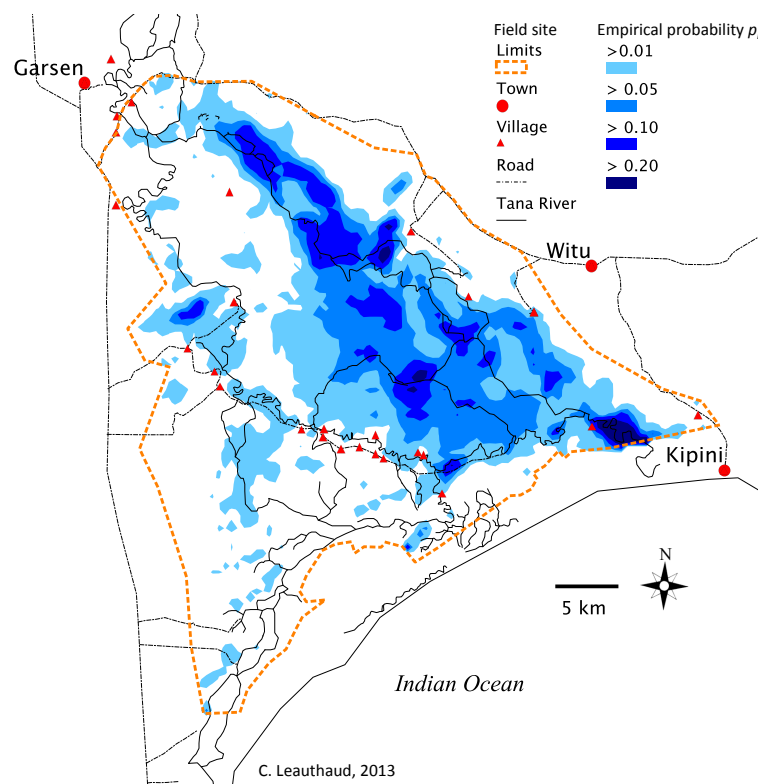 Field site
Limits
Town
Village
Road
Tana River
Empirical probability p
>0.01
> 0.05
> 0.10
> 0.20
Garsen
Witu
Kipini
N
5 km
Indian Ocean
C. Leauthaud, 2013